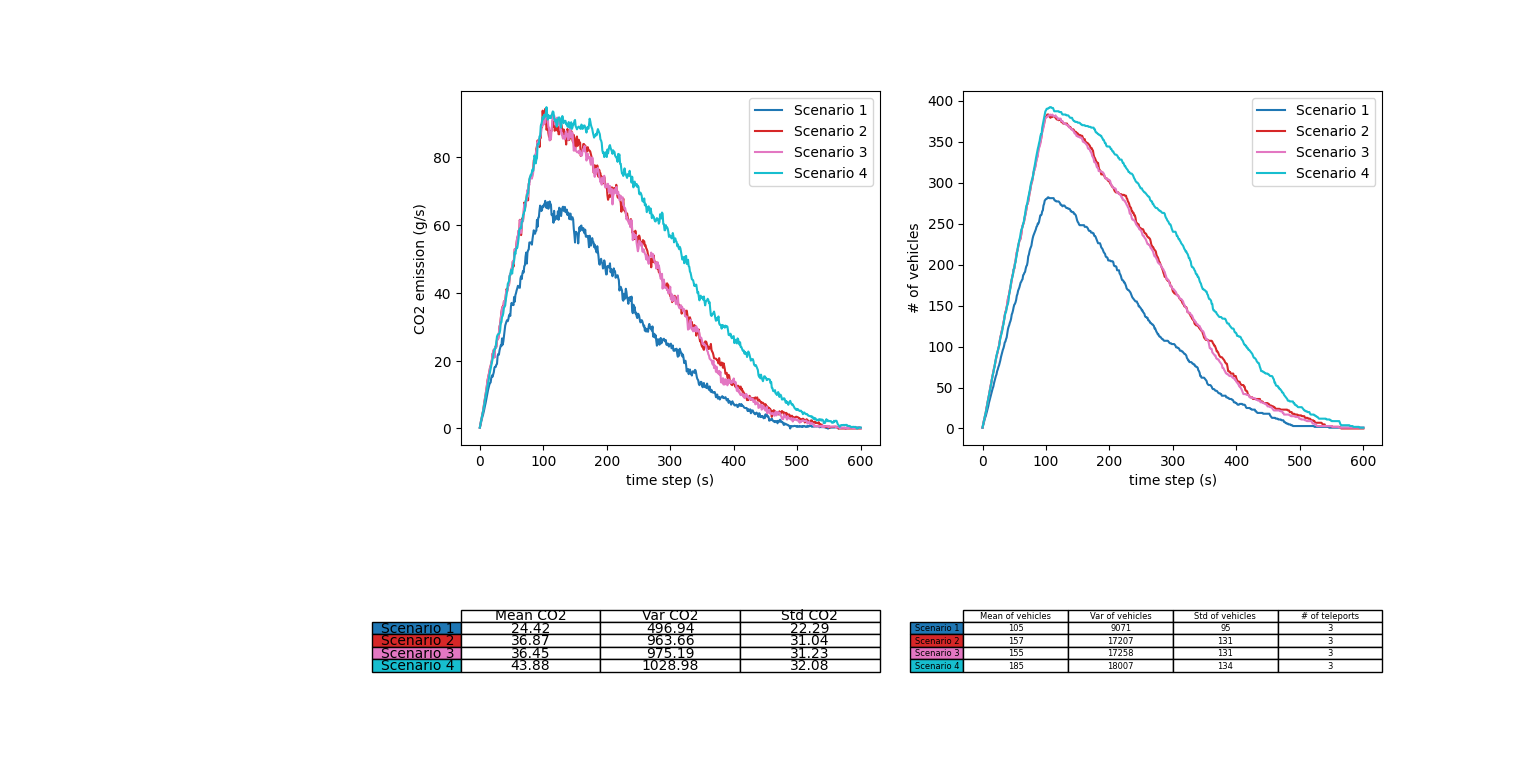 Scenario 1
Scenario 2
Scenario 3
Scenario 4
80
60
40
20
0
CO2 emission (g/s)
0 100 200 300 400 500 600
time step (s)
Scenario 1
Scenario 2
Scenario 3
Scenario 4
400
350
300
250
200
150
100
50
0
# of vehicles
0 100 200 300 400 500 600
time step (s)
Mean CO2 Var CO2 Std CO2
Scenario 1 24.42 496.94 22.29
Scenario 2 36.87 963.66 31.04
Scenario 3 36.45 975.19 31.23
Scenario 4 43.88 1028.98 32.08
Mean of vehicles Var of vehicles Std of vehicles # of teleports
Scenario 1 105 9071 95 3
Scenario 2 157 17207 131 3
Scenario 3 155 17258 131 3
Scenario 4 185 18007 134 3